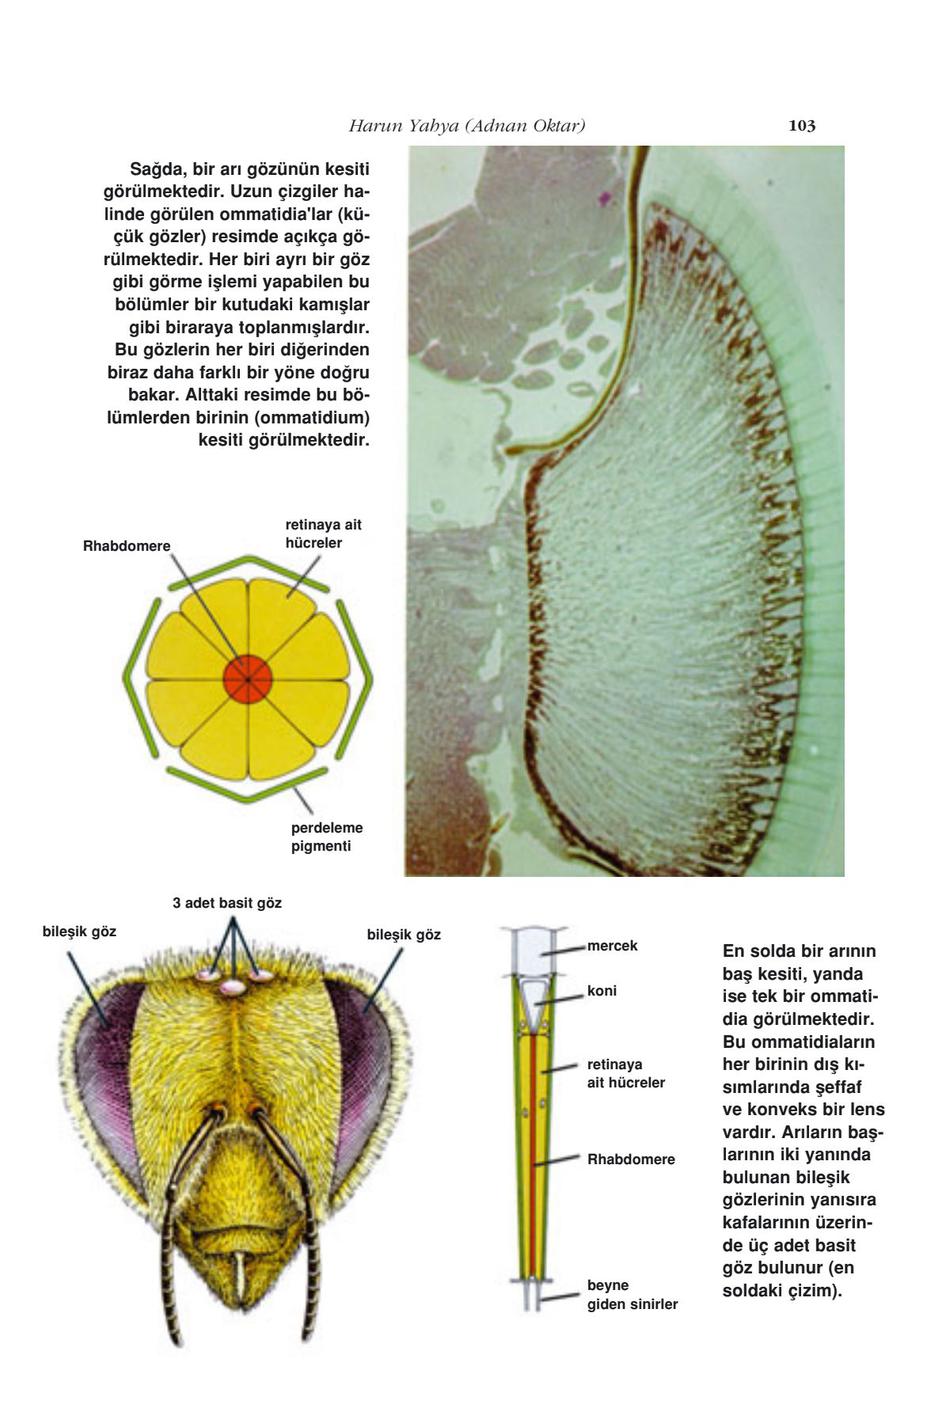 Harun Yahya (Adnan Oktar)
103
Sağda, bir arı gözünün kesiti
görülmektedir. Uzun çizgiler ha-
linde görülen ommatidia'lar (kü-
çük gözler) resimde açıkça gö-
rülmektedir. Her biri ayrı bir göz
gibi görme işlemi yapabilen bu
bölümler bir kutudaki kamışlar
gibi biraraya toplanmışlardır.
Bu gözlerin her biri diğerinden
biraz daha farklı bir yöne doğru
bakar. Alttaki resimde bu bö-
lümlerden birinin (ommatidium)
kesiti görülmektedir.
Rhabdomere
retinaya ait
hücreler
perdeleme
pigmenti
3 adet basit göz
bileşik göz
bileşik göz
mercek
koni
retinaya
ait hücreler
Rhabdomere
beyne
giden sinirler
En solda bir arının
baş kesiti, yanda
ise tek bir ommati-
dia görülmektedir.
Bu ommatidiaların
her birinin dış kı-
sımlarında şeffaf
ve konveks bir lens
vardır. Arıların baş-
larının iki yanında
bulunan bileşik
gözlerinin yanısıra
kafalarının üzerin-
de üç adet basit
göz bulunur (en
soldaki çizim).